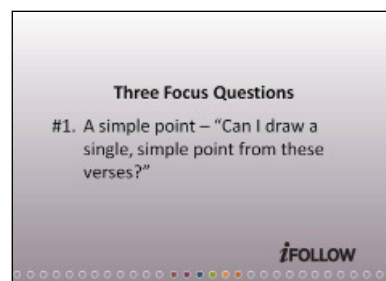 Three Focus Questions
#1. A simple point – “Can I draw a
single, simple point from these
verses?”
iFOLLOW